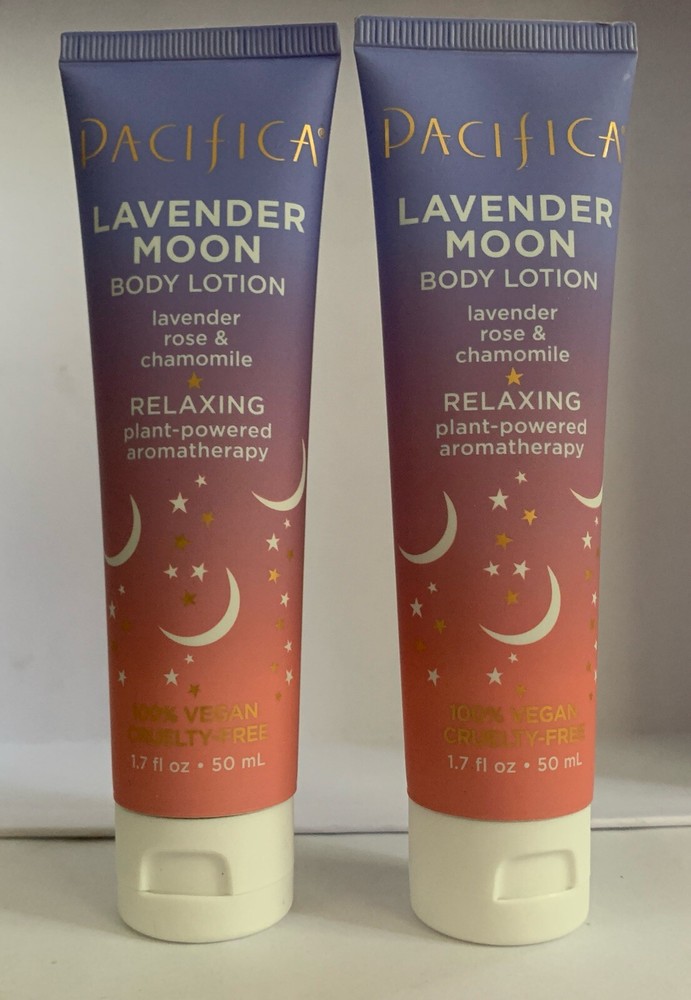 PACIFICA®
LAVENDER
MOON
BODY LOTION
lavender
rose &
chamomile
RELAXING
plant-powered
aromatherapy
100% VEGAN
CRUELTY-FREE
1.7 fl oz • 50 mL
PACIFICA
LAVENDER
MOON
BODY LOTION
lavender
rose &
chamomile
RELAXING
plant-powered
aromatherapy
100% VEGAN
CRUELTY-FREE
1.7 fl oz • 50 mL